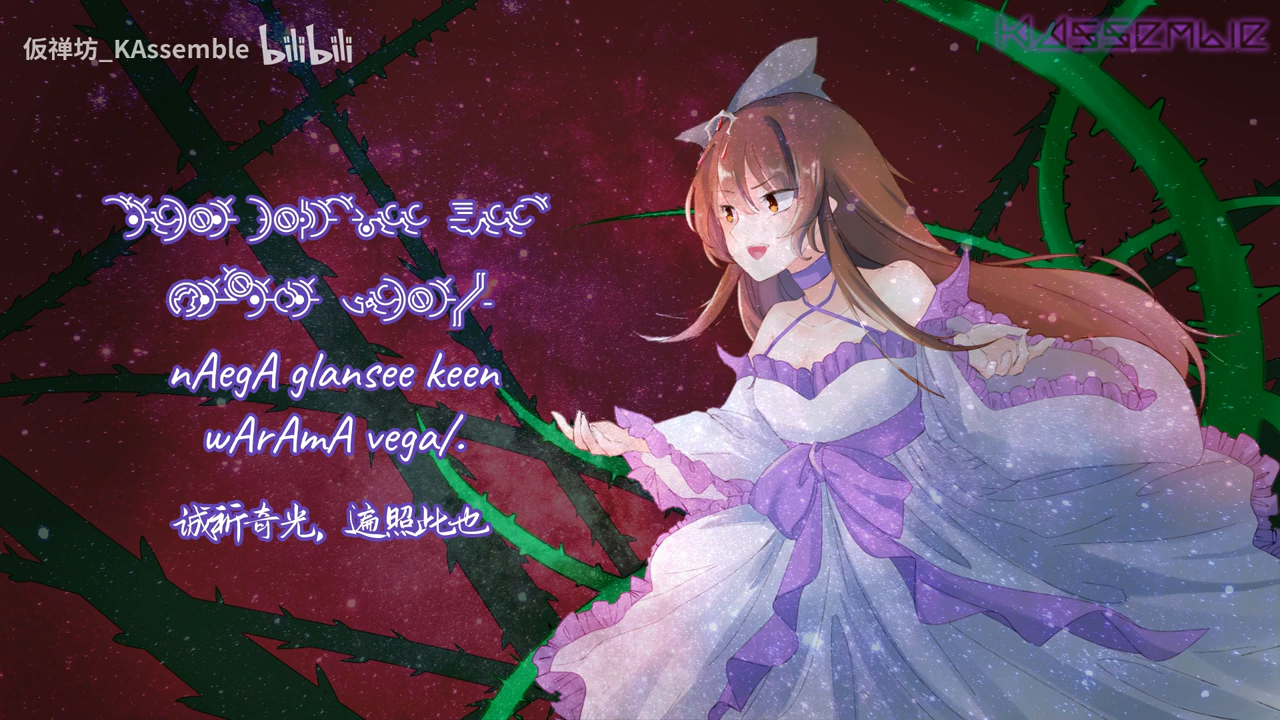 仮禅坊_KAssemble bilibili
KAssemble
nAegA glansee keen
wArAmA vega/.
诚祈奇光，遍照此也